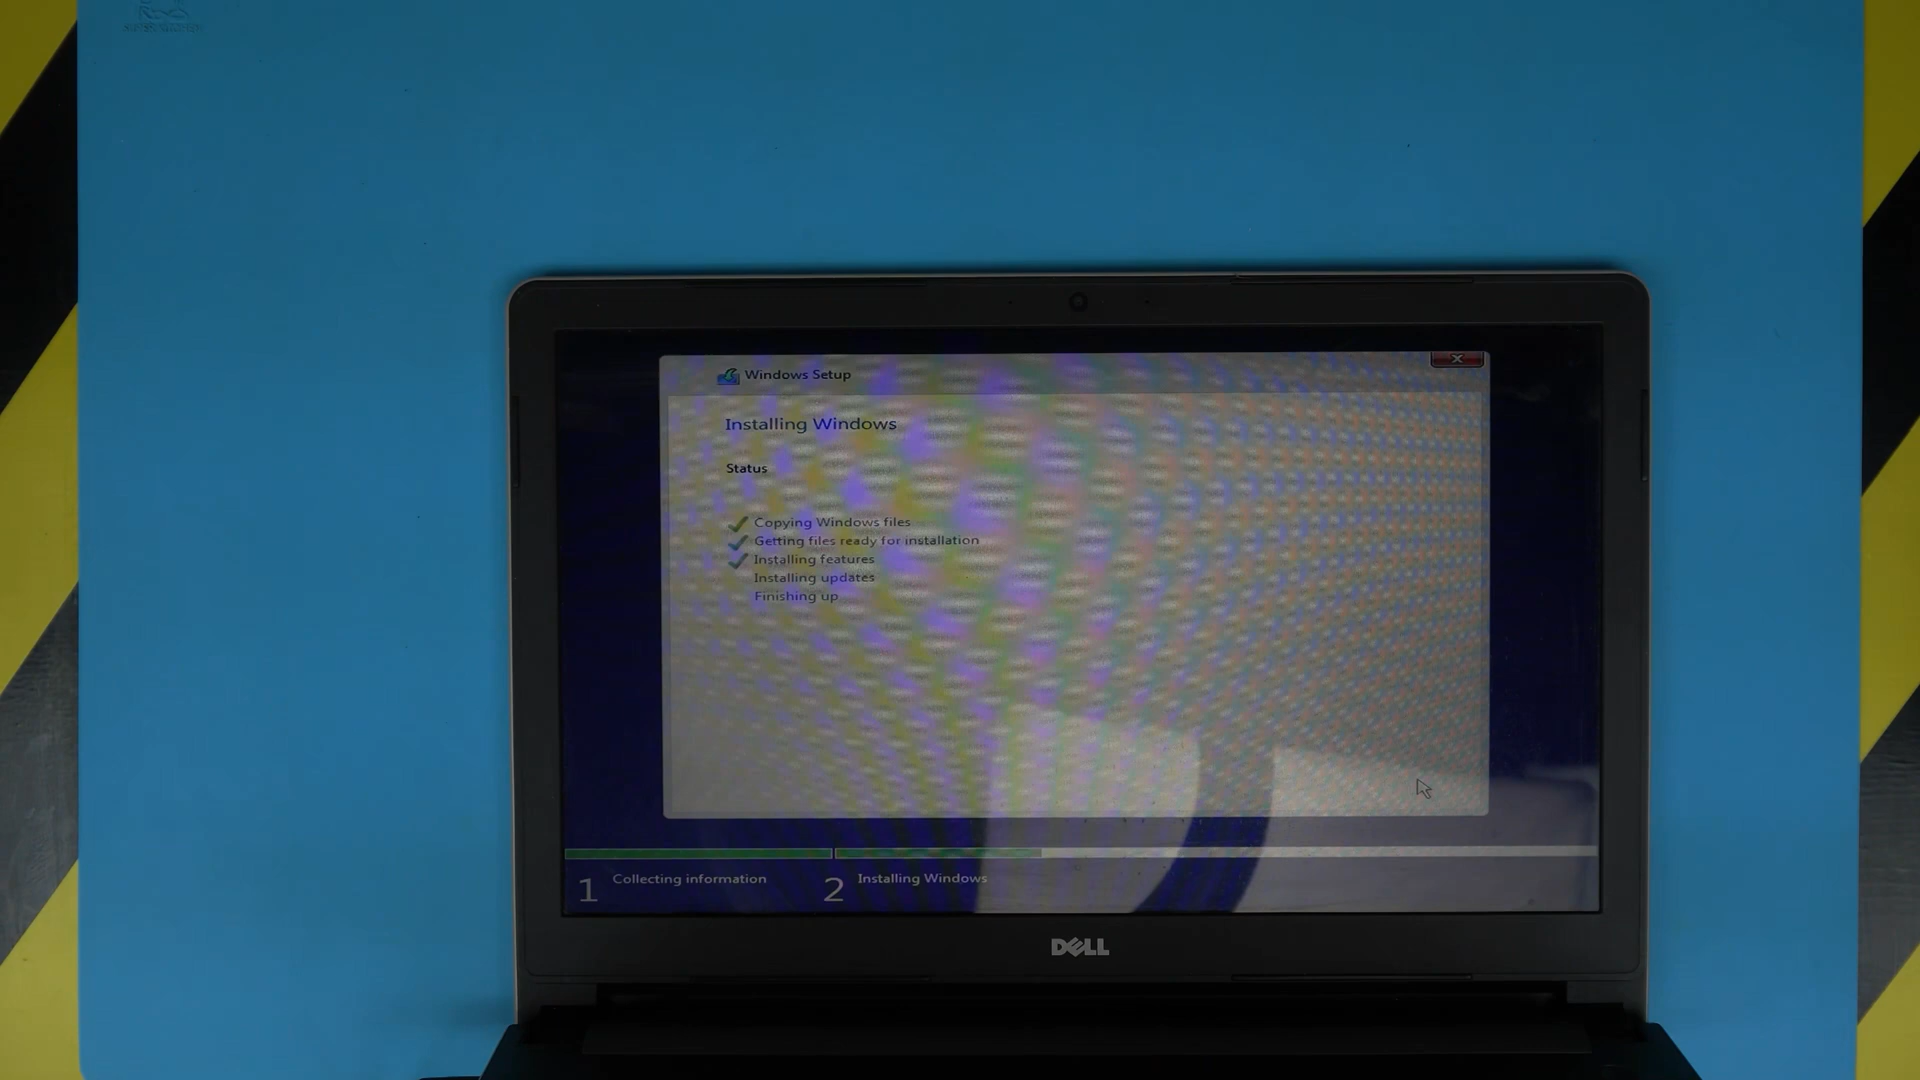 Windows Setup
Installing Windows
Status
Copying Windows files
Getting files ready for installation
Installing features
Installing updates
Finishing up
1 Collecting information
2 Installing Windows
DELL